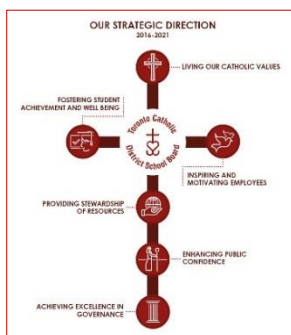 OUR STRATEGIC DIRECTION
2016-2021
LIVING OUR CATHOLIC VALUES
FOSTERING STUDENT
ACHIEVEMENT AND WELL BEING
Toronto Catholic
District School Board
INSPIRING AND
MOTIVATING EMPLOYEES
PROVIDING STEWARDSHIP
OF RESOURCES
ENHANCING PUBLIC
CONFIDENCE
ACHIEVING EXCELLENCE IN
GOVERNANCE